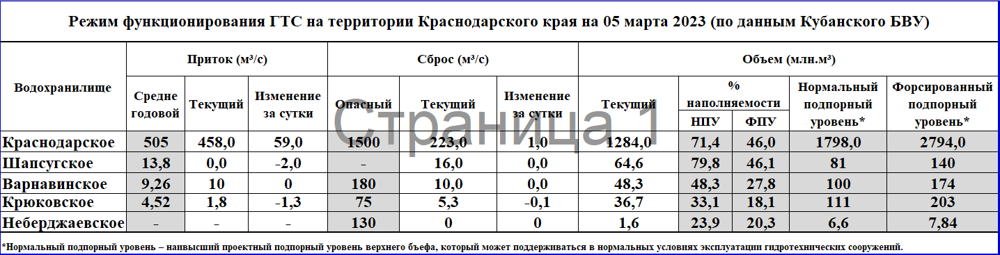 Режим функционирования ГТС на территории Краснодарского края на 05 марта 2023 (по данным Кубанского БВУ)
Водохранилище Приток (м³/с) Сброс (м³/с) Объем (млн.м³)
Средне годовой Текущий Изменение за сутки Опасный Текущий Изменение за сутки Текущий % наполняемости Нормальный подпорный уровень* Форсированный подпорный уровень*
НПУ ФПУ
Страница 1
Краснодарское 505 458,0 59,0 1500 223,0 1,0 1284,0 71,4 46,0 1798,0 2794,0
Шапсугское 13,8 0,0 -2,0 - 16,0 0,0 64,6 79,8 46,1 81 140
Варнавинское 9,26 10 0 180 10,0 0,0 48,3 48,3 27,8 100 174
Крюковское 4,52 1,8 -1,3 75 5,3 -0,1 36,7 33,1 18,1 111 203
Неберджаевское - - - 130 0 0 1,6 23,9 20,3 6,6 7,84
*Нормальный подпорный уровень – наивысший проектный подпорный уровень верхнего бъефа, который может поддерживаться в нормальных условиях эксплуатации гидротехнических сооружений.